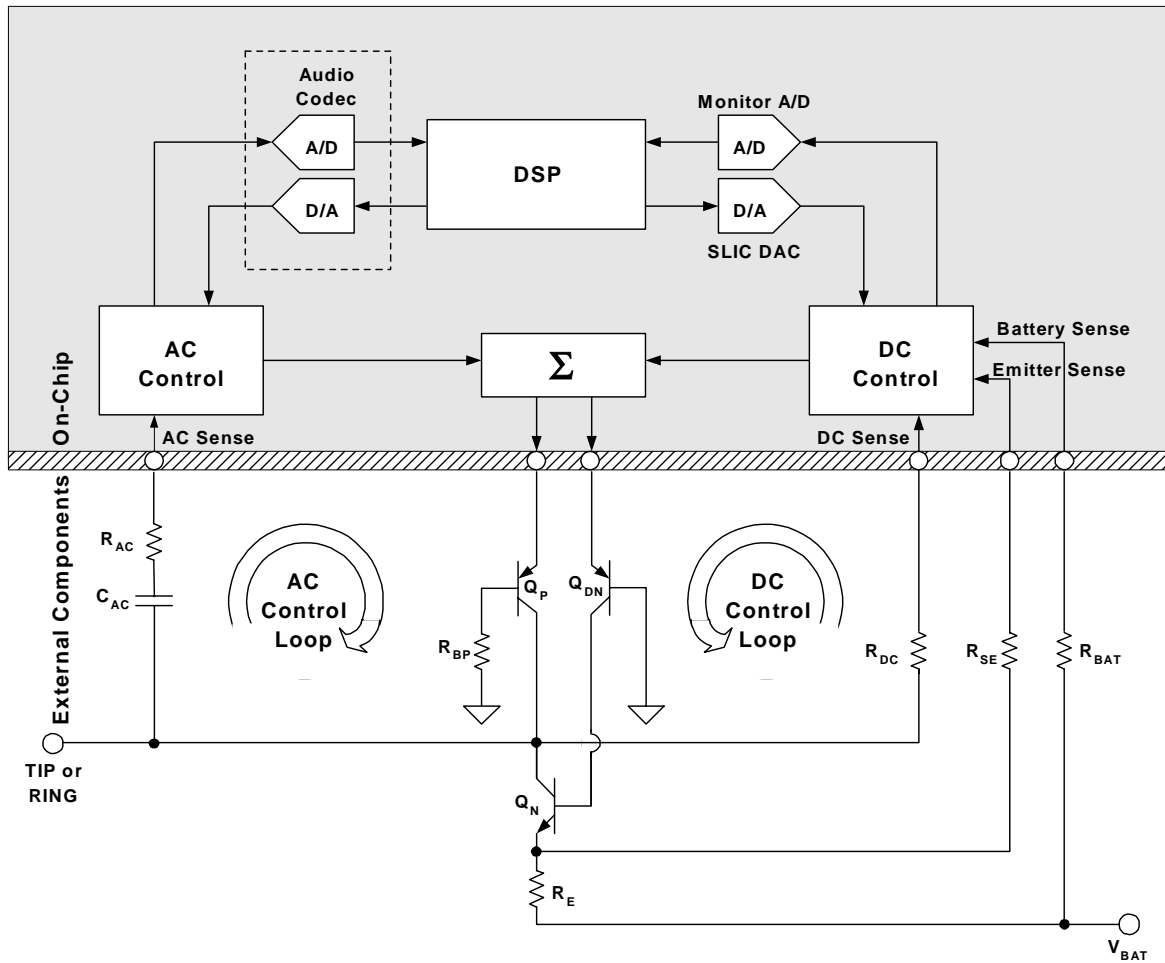 Audio
Codec
Monitor A/D
A/D
A/D
DSP
D/A
D/A
SLIC DAC
AC
Control
Σ
DC
Control
Battery Sense
Emitter Sense
On-Chip
AC Sense
DC Sense
External Components
R AC
C AC
AC
Control
Loop
Q P
Q DN
R BP
DC
Control
Loop
R DC
R SE
R BAT
TIP or
RING
Q N
R E
V BAT